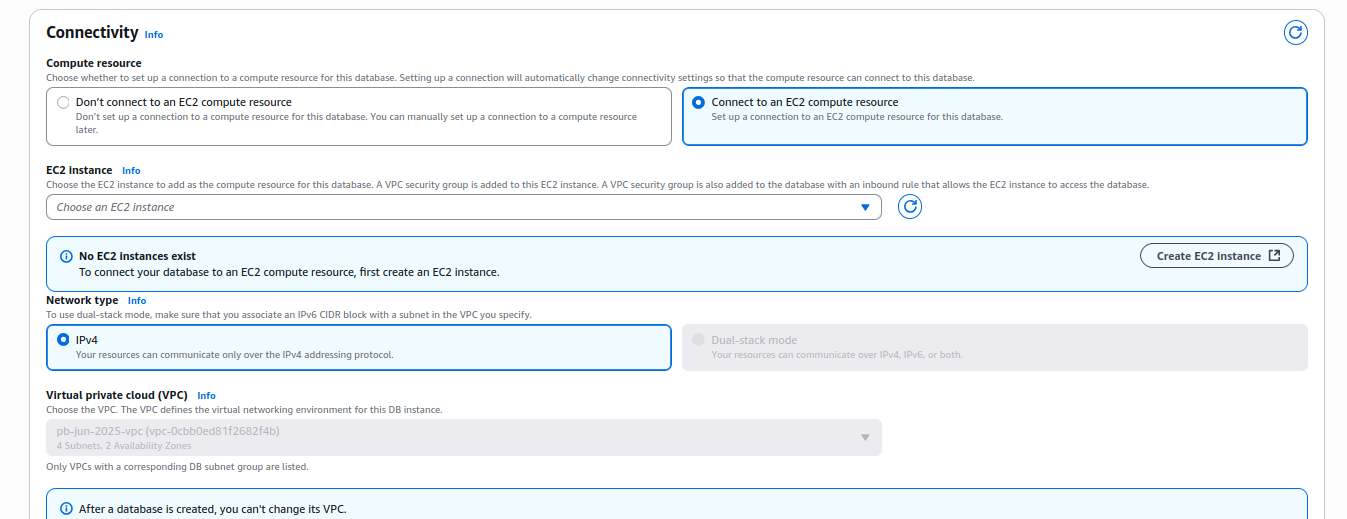 Connectivity Info
Compute resource
Choose whether to set up a connection to a compute resource for this database. Setting up a connection will automatically change connectivity settings so that the compute resource can connect to this database.
Don't connect to an EC2 compute resource
Don't set up a connection to a compute resource for this database. You can manually set up a connection to a compute resource
later.
Connect to an EC2 compute resource
Set up a connection to an EC2 compute resource for this database.
EC2 instance Info
Choose the EC2 instance to add as the compute resource for this database. A VPC security group is added to this EC2 instance. A VPC security group is also added to the database with an inbound rule that allows the EC2 instance to access the database.
Choose an EC2 instance
No EC2 instances exist
To connect your database to an EC2 compute resource, first create an EC2 instance.
Create EC2 instance
Network type Info
To use dual-stack mode, make sure that you associate an IPv6 CIDR block with a subnet in the VPC you specify.
IPv4
Your resources can communicate only over the IPv4 addressing protocol.
Dual-stack mode
Your resources can communicate over IPv4, IPv6, or both.
Virtual private cloud (VPC) Info
Choose the VPC. The VPC defines the virtual networking environment for this DB instance.
pb-jun-2025-vpc (vpc-0cbb0ed81f2682f4b)
4 Subnets, 2 Availability Zones
Only VPCs with a corresponding DB subnet group are listed.
After a database is created, you can't change its VPC.